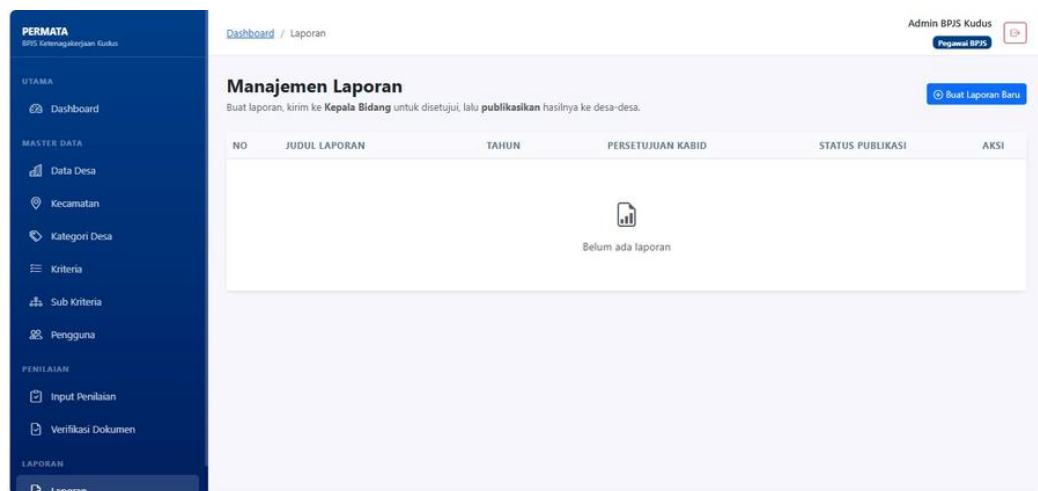 PERMATA
BPJS Ketenagakerjaan Kudus
UTAMA
Dashboard
MASTER DATA
Data Desa
Kecamatan
Kategori Desa
Kriteria
Sub Kriteria
Pengguna
PENILAIAN
Input Penilaian
Verifikasi Dokumen
LAPORAN
Laporan
Dashboard / Laporan
Admin BPJS Kudus
Pegawai BPJS
Manajemen Laporan
Buat laporan, kirim ke Kepala Bidang untuk disetujui, lalu publikasikan hasilnya ke desa-desa.
Buat Laporan Baru
NO JUDUL LAPORAN TAHUN PERSETUJUAN KABID STATUS PUBLIKASI AKSI
Belum ada laporan